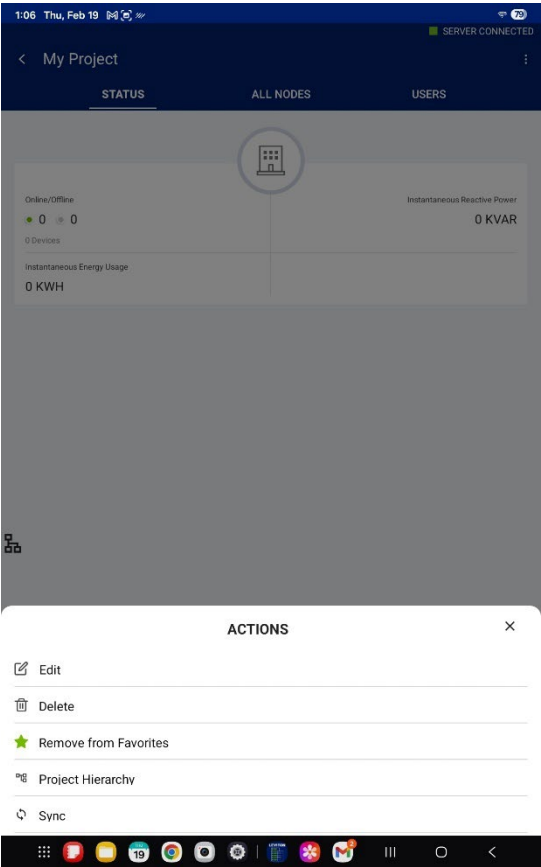 1:06 Thu, Feb 19
79
SERVER CONNECTED
My Project
STATUS ALL NODES USERS
Online/Offline
0 0
0 Devices
Instantaneous Reactive Power
0 KVAR
Instantaneous Energy Usage
0 KWH
ACTIONS
Edit
Delete
Remove from Favorites
Project Hierarchy
Sync
19